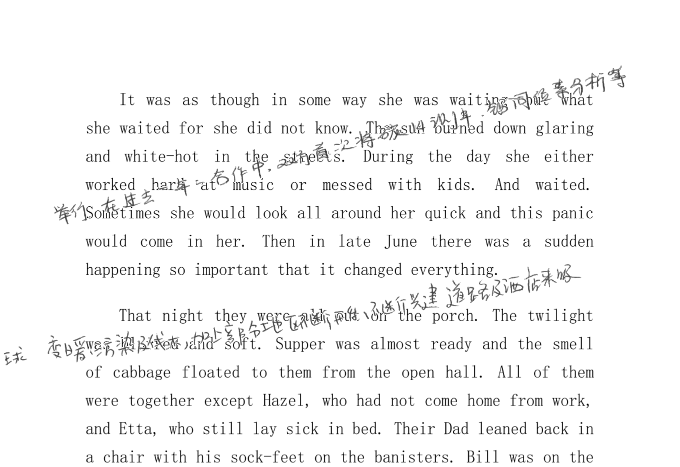 It was as though in some way she was waiting. But what
she waited for she did not know. The sun burned down glaring
and white-hot in the streets. During the day she either
worked hard at music or messed with kids. And waited.
Sometimes she would look all around her quick and this panic
would come in her. Then in late June there was a sudden
happening so important that it changed everything.
That night they were all out on the porch. The twilight
was blurred and soft. Supper was almost ready and the smell
of cabbage floated to them from the open hall. All of them
were together except Hazel, who had not come home from work,
and Etta, who still lay sick in bed. Their Dad leaned back in
a chair with his sock-feet on the banisters. Bill was on the